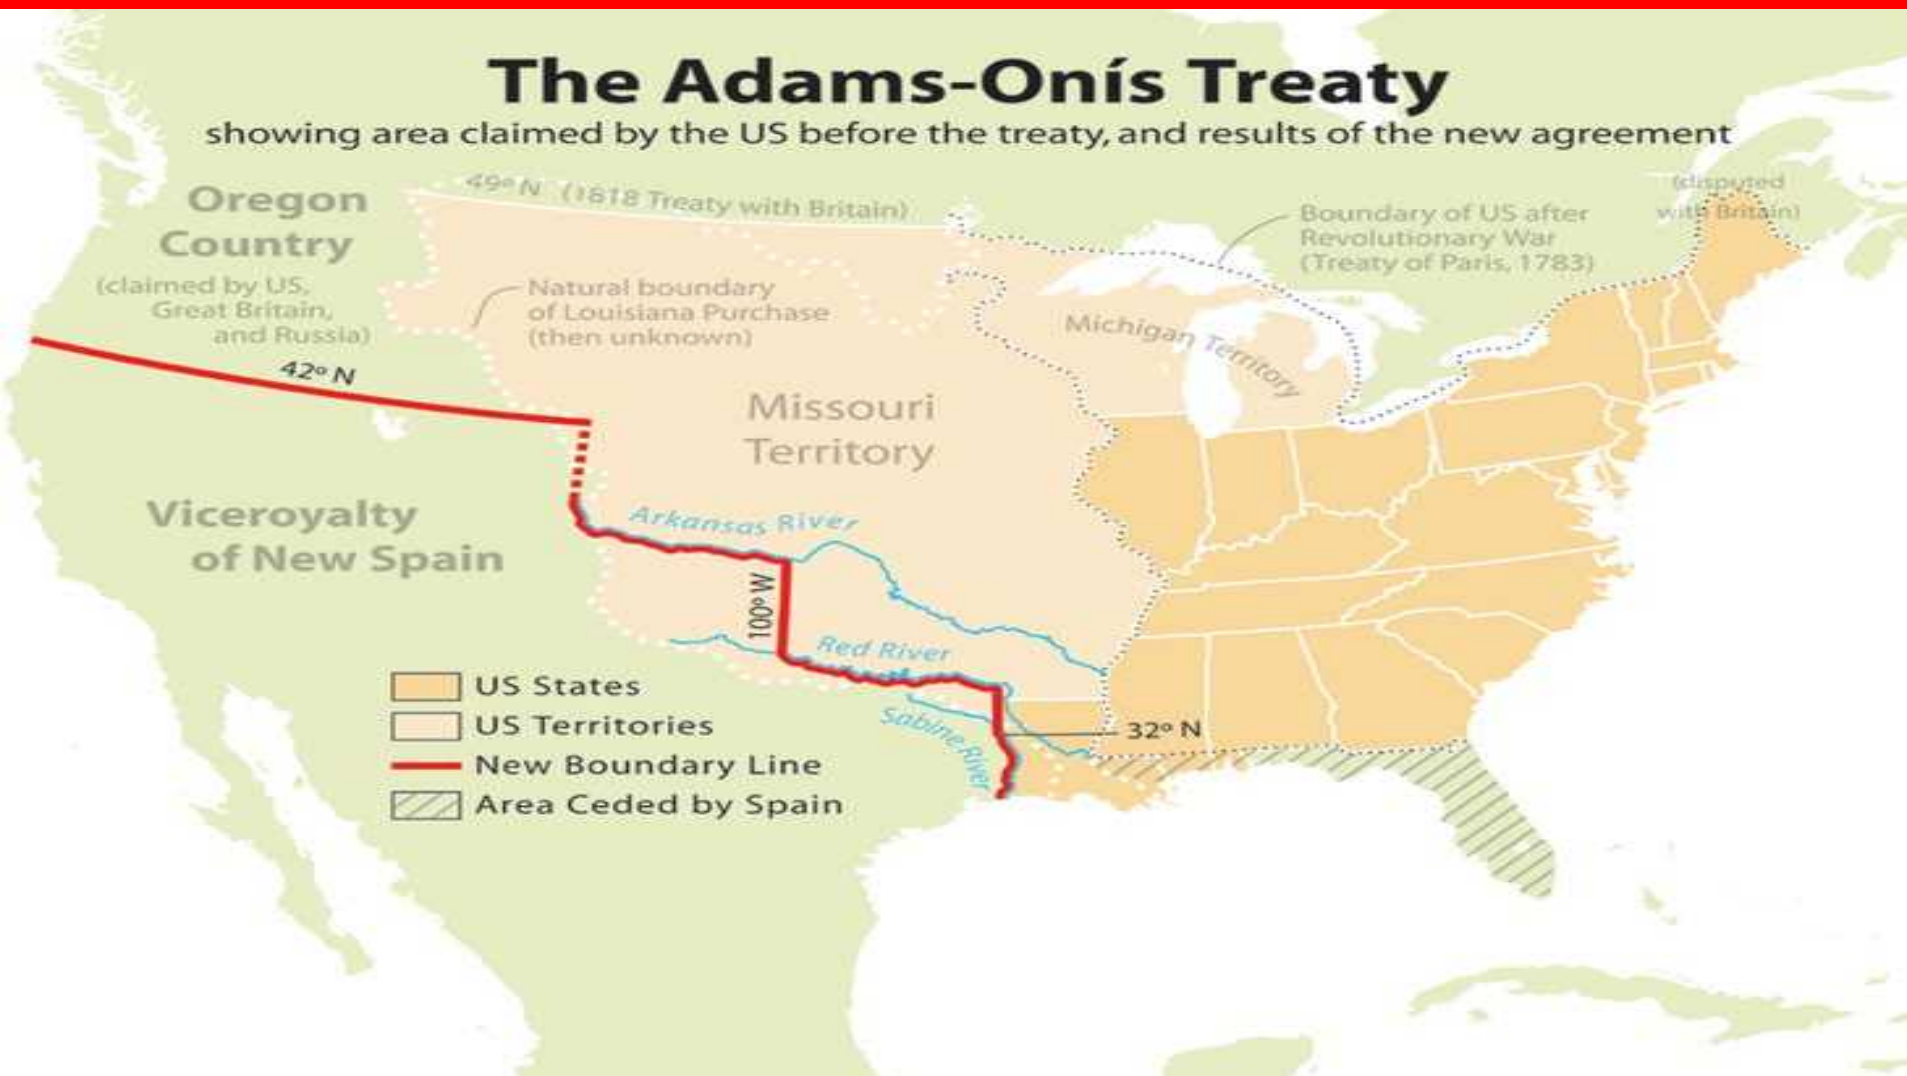 The Adams-Onís Treaty
showing area claimed by the US before the treaty, and results of the new agreement
49º N (1818 Treaty with Britain)
(disputed
with Britain)
Oregon
Country
(claimed by US,
Great Britain,
and Russia)
Boundary of US after
Revolutionary War
(Treaty of Paris, 1783)
Natural boundary
of Louisiana Purchase
(then unknown)
Michigan Territory
42º N
Missouri
Territory
Viceroyalty
of New Spain
Arkansas River
100º W
Red River
Sabine River
32º N
US States
US Territories
New Boundary Line
Area Ceded by Spain